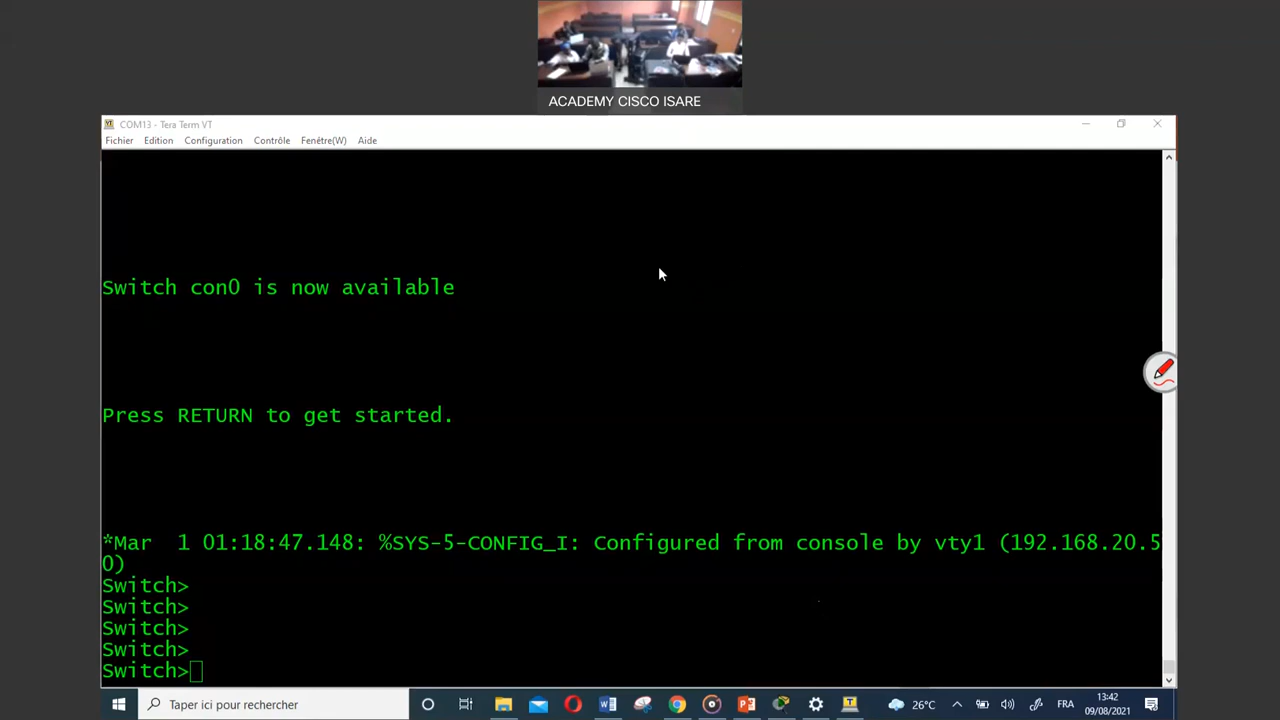 ACADEMY CISCO ISARE
COM13 - Tera Term VT
Fichier Edition Configuration Contrôle Fenêtre(W) Aide
Switch con0 is now available
Press RETURN to get started.
*Mar  1 01:18:47.148: %SYS-5-CONFIG_I: Configured from console by vty1 (192.168.20.5
0)
Switch>
Switch>
Switch>
Switch>
Switch>
Taper ici pour rechercher
26°C
FRA
13:42
09/08/2021